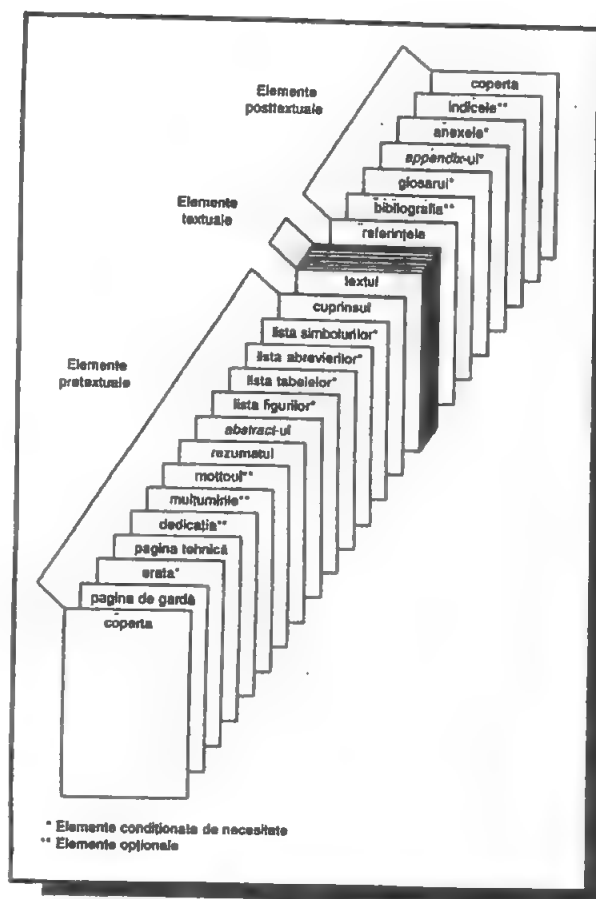 Elemente
posttextuale
coperta
indicele**
anexele*
appendix-ul*
glosarul*
bibliografia**
referințele
Elemente
textuale
textul
cuprinsul
lista simbolurilor*
lista abrevierilor*
lista tabelelor*
lista figurilor*
abstract-ul
rezumatul
mottoul**
mulțumirile**
dedicația**
pagina tehnică
erata*
pagina de gardă
coperta
Elemente
pretextuale
* Elemente condiționate de necesitate
** Elemente opționale